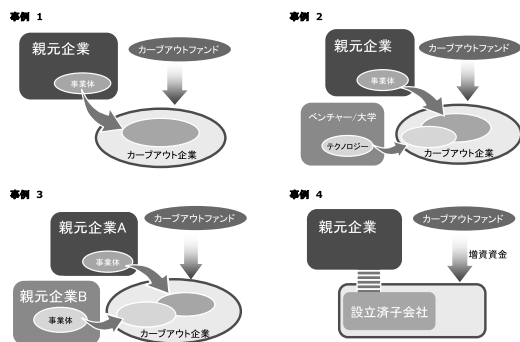 事例 1
親元企業
カーブアウトファンド
事業体
カーブアウト企業
事例 2
親元企業
カーブアウトファンド
事業体
ベンチャー/大学
テクノロジー
カーブアウト企業
事例 3
親元企業A
カーブアウトファンド
事業体
親元企業B
事業体
カーブアウト企業
事例 4
親元企業
カーブアウトファンド
増資資金
設立済子会社